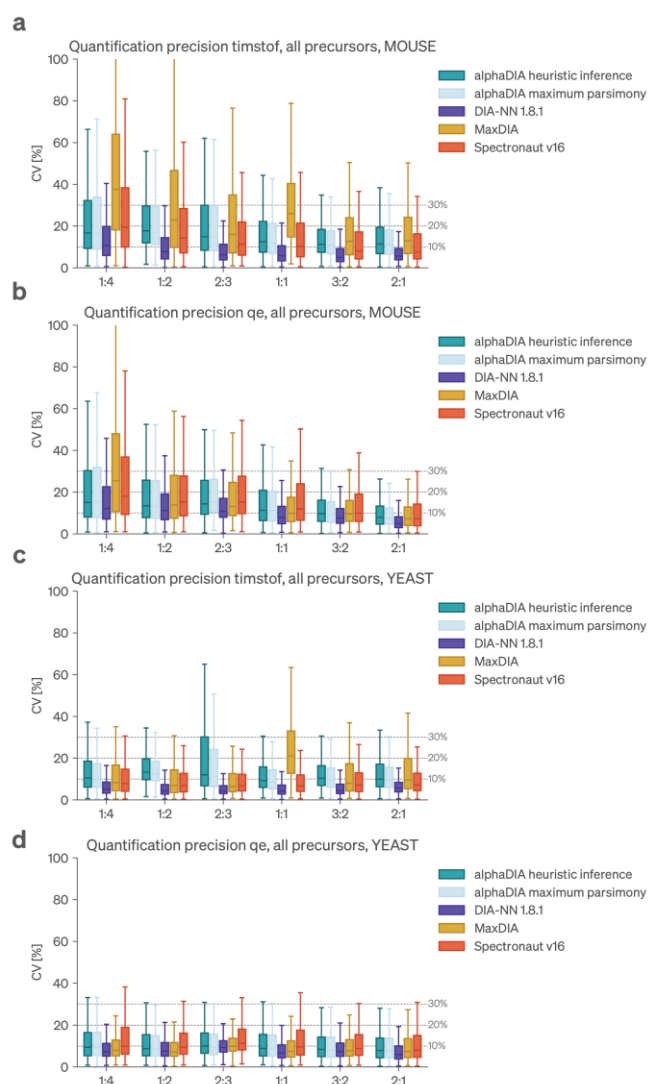 a
Quantification precision timstof, all precursors, MOUSE
100
80
60
40
20
0
CV [%]
30%
20%
10%
1:4 1:2 2:3 1:1 3:2 2:1
alphaDIA heuristic inference
alphaDIA maximum parsimony
DIA-NN 1.8.1
MaxDIA
Spectronaut v16
b
Quantification precision qe, all precursors, MOUSE
100
80
60
40
20
0
CV [%]
30%
20%
10%
1:4 1:2 2:3 1:1 3:2 2:1
alphaDIA heuristic inference
alphaDIA maximum parsimony
DIA-NN 1.8.1
MaxDIA
Spectronaut v16
c
Quantification precision timstof, all precursors, YEAST
100
80
60
40
20
0
CV [%]
30%
20%
10%
1:4 1:2 2:3 1:1 3:2 2:1
alphaDIA heuristic inference
alphaDIA maximum parsimony
DIA-NN 1.8.1
MaxDIA
Spectronaut v16
d
Quantification precision qe, all precursors, YEAST
100
80
60
40
20
0
CV [%]
30%
20%
10%
1:4 1:2 2:3 1:1 3:2 2:1
alphaDIA heuristic inference
alphaDIA maximum parsimony
DIA-NN 1.8.1
MaxDIA
Spectronaut v16